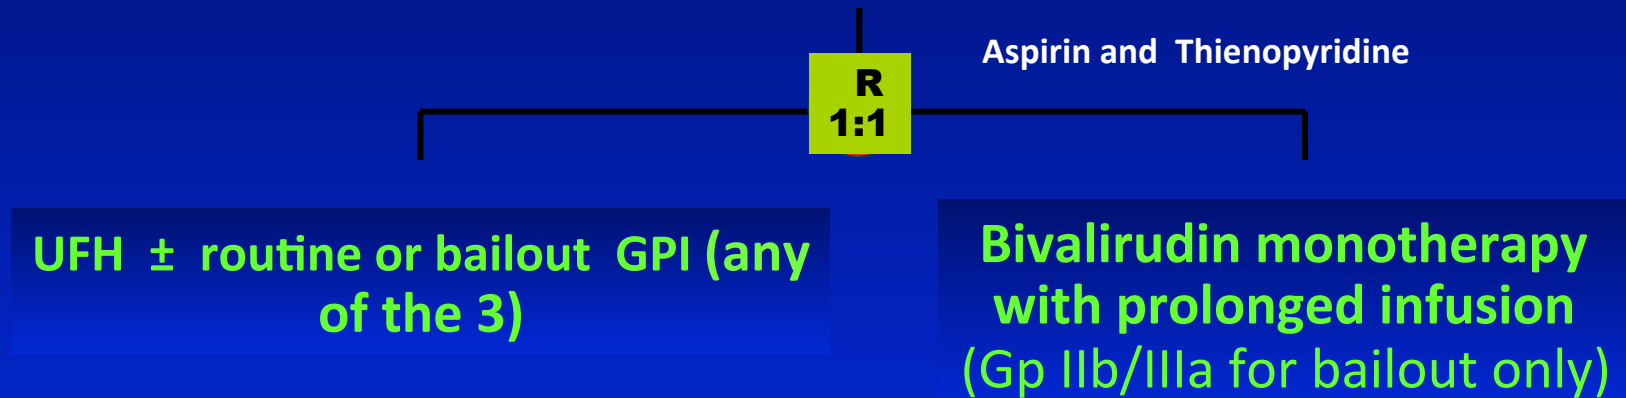 Aspirin and Thienopyridine
R
1:1
UFH ± routine or bailout GPI (any
of the 3)
Bivalirudin monotherapy
with prolonged infusion
(Gp IIb/IIIa for bailout only)